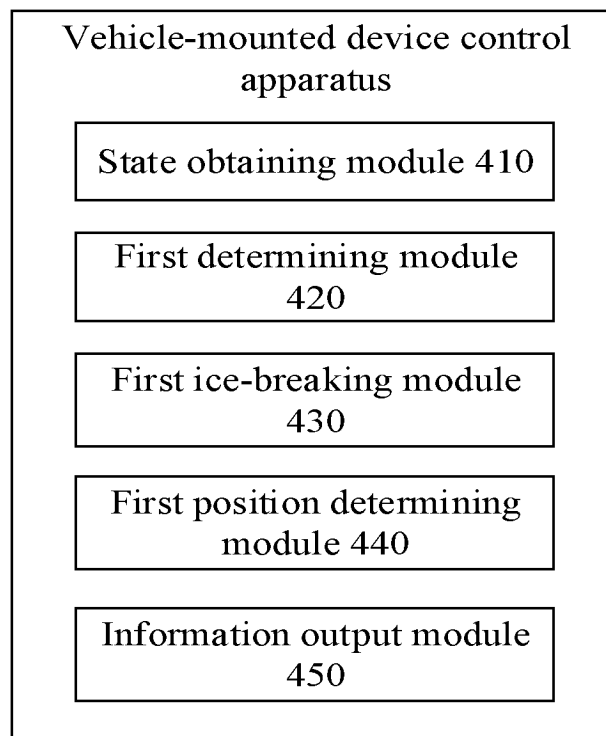 Vehicle-mounted device control
apparatus
State obtaining module 410
First determining module
420
First ice-breaking module
430
First position determining
module 440
Information output module
450